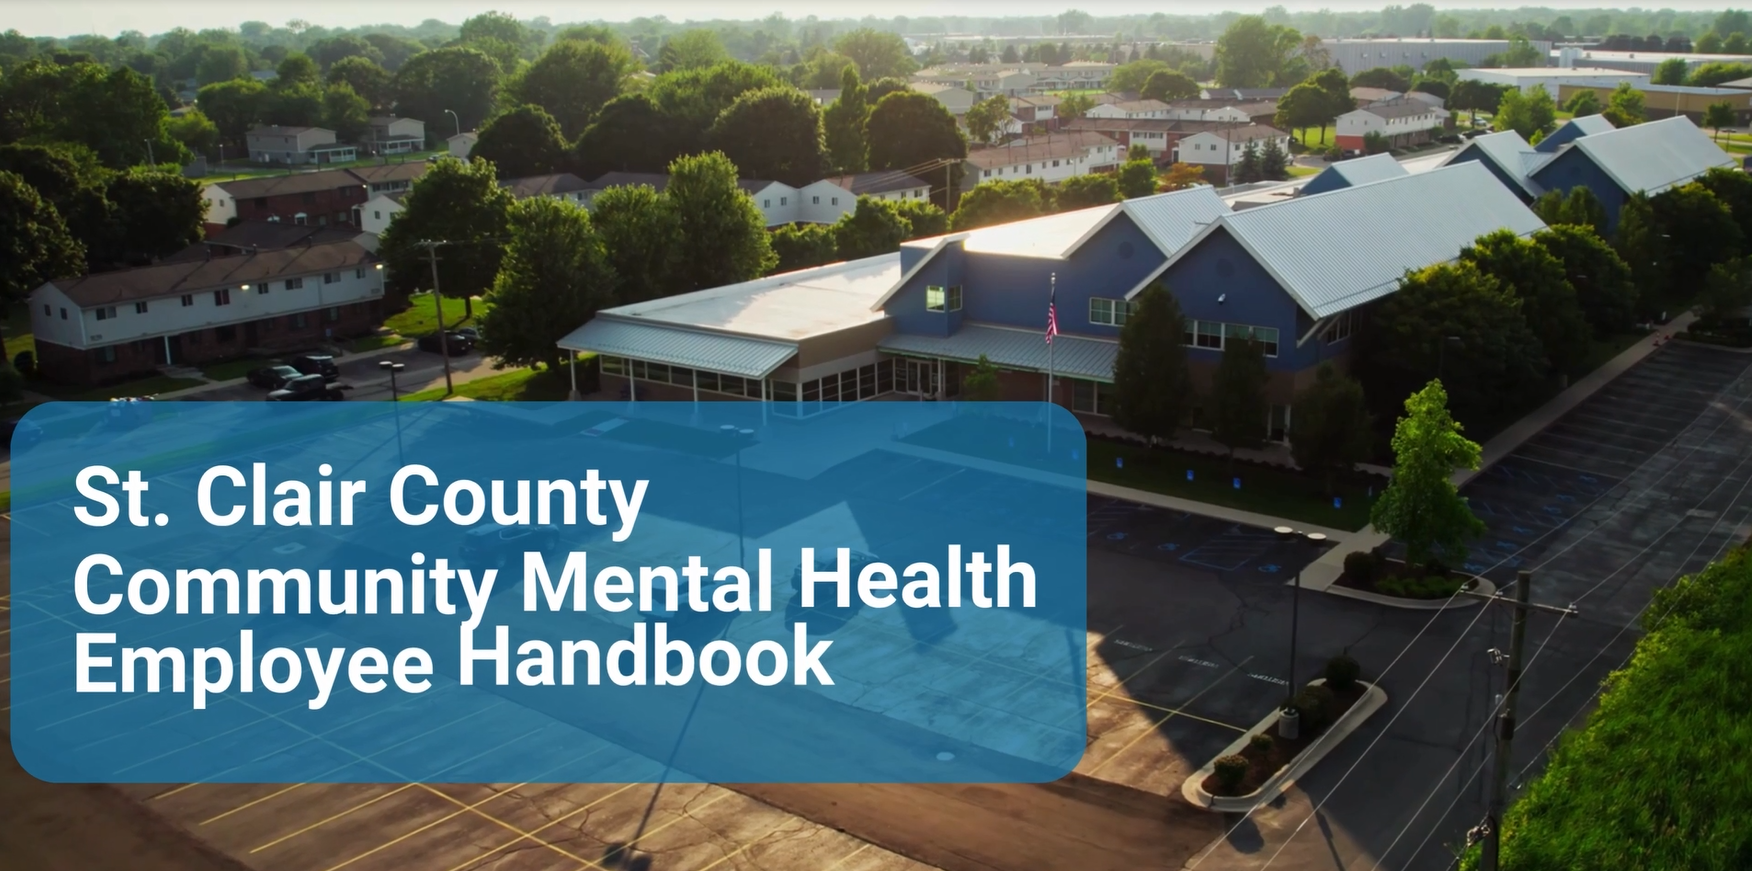 St. Clair County
Community Mental Health
Employee Handbook